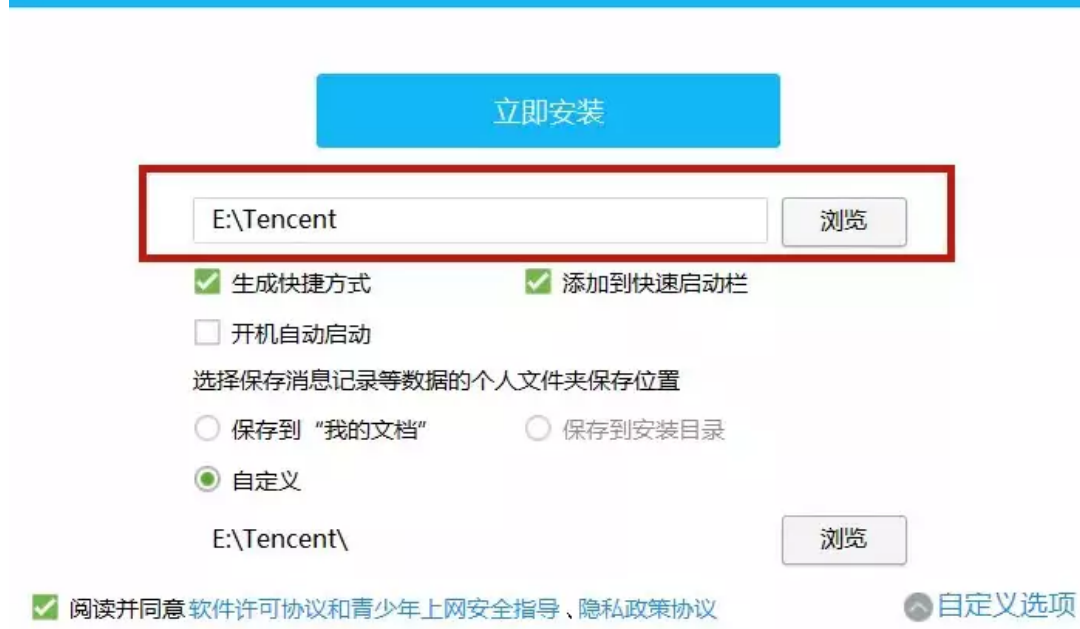 立即安装
E:\Tencent 浏览
生成快捷方式 添加到快速启动栏
开机自动启动
选择保存消息记录等数据的个人文件夹保存位置
保存到“我的文档” 保存到安装目录
自定义
E:\Tencent\ 浏览
阅读并同意软件许可协议和青少年上网安全指导、隐私政策协议 自定义选项